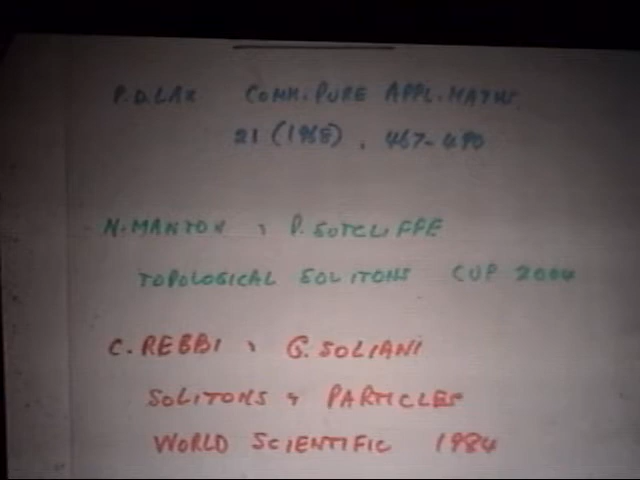 P.D.LAX COMM.PURE APPL.MATHS
21 (1968), 467-490
N.MANTON & P.SUTCLIFFE
TOPOLOGICAL SOLITONS CUP 2004
C.REBBI & G.SOLIANI
SOLITONS & PARTICLES
WORLD SCIENTIFIC 1984